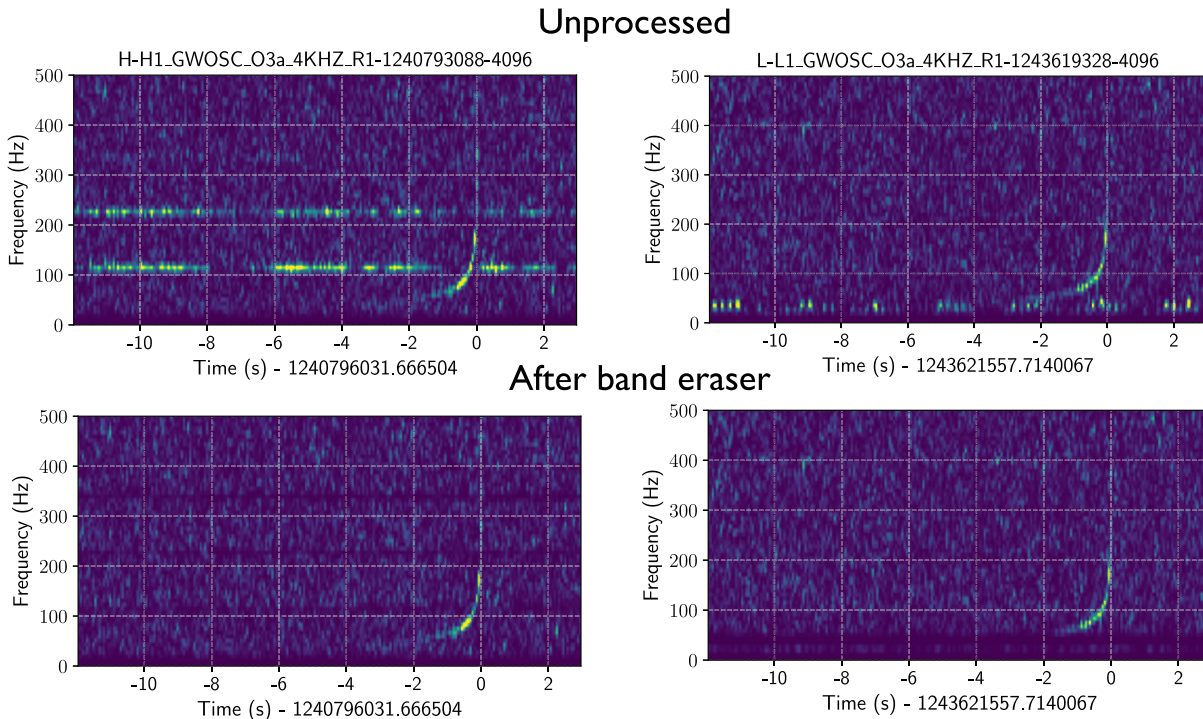 Unprocessed
H-H1_GWOSC_O3a_4KHZ_R1-1240793088-4096
500
400
300
200
100
0
Frequency (Hz)
-10 -8 -6 -4 -2 0 2
Time (s) - 1240796031.666504
L-L1_GWOSC_O3a_4KHZ_R1-1243619328-4096
500
400
300
200
100
0
Frequency (Hz)
-10 -8 -6 -4 -2 0 2
Time (s) - 1243621557.7140067
After band eraser
500
400
300
200
100
0
Frequency (Hz)
-10 -8 -6 -4 -2 0 2
Time (s) - 1240796031.666504
500
400
300
200
100
0
Frequency (Hz)
-10 -8 -6 -4 -2 0 2
Time (s) - 1243621557.7140067